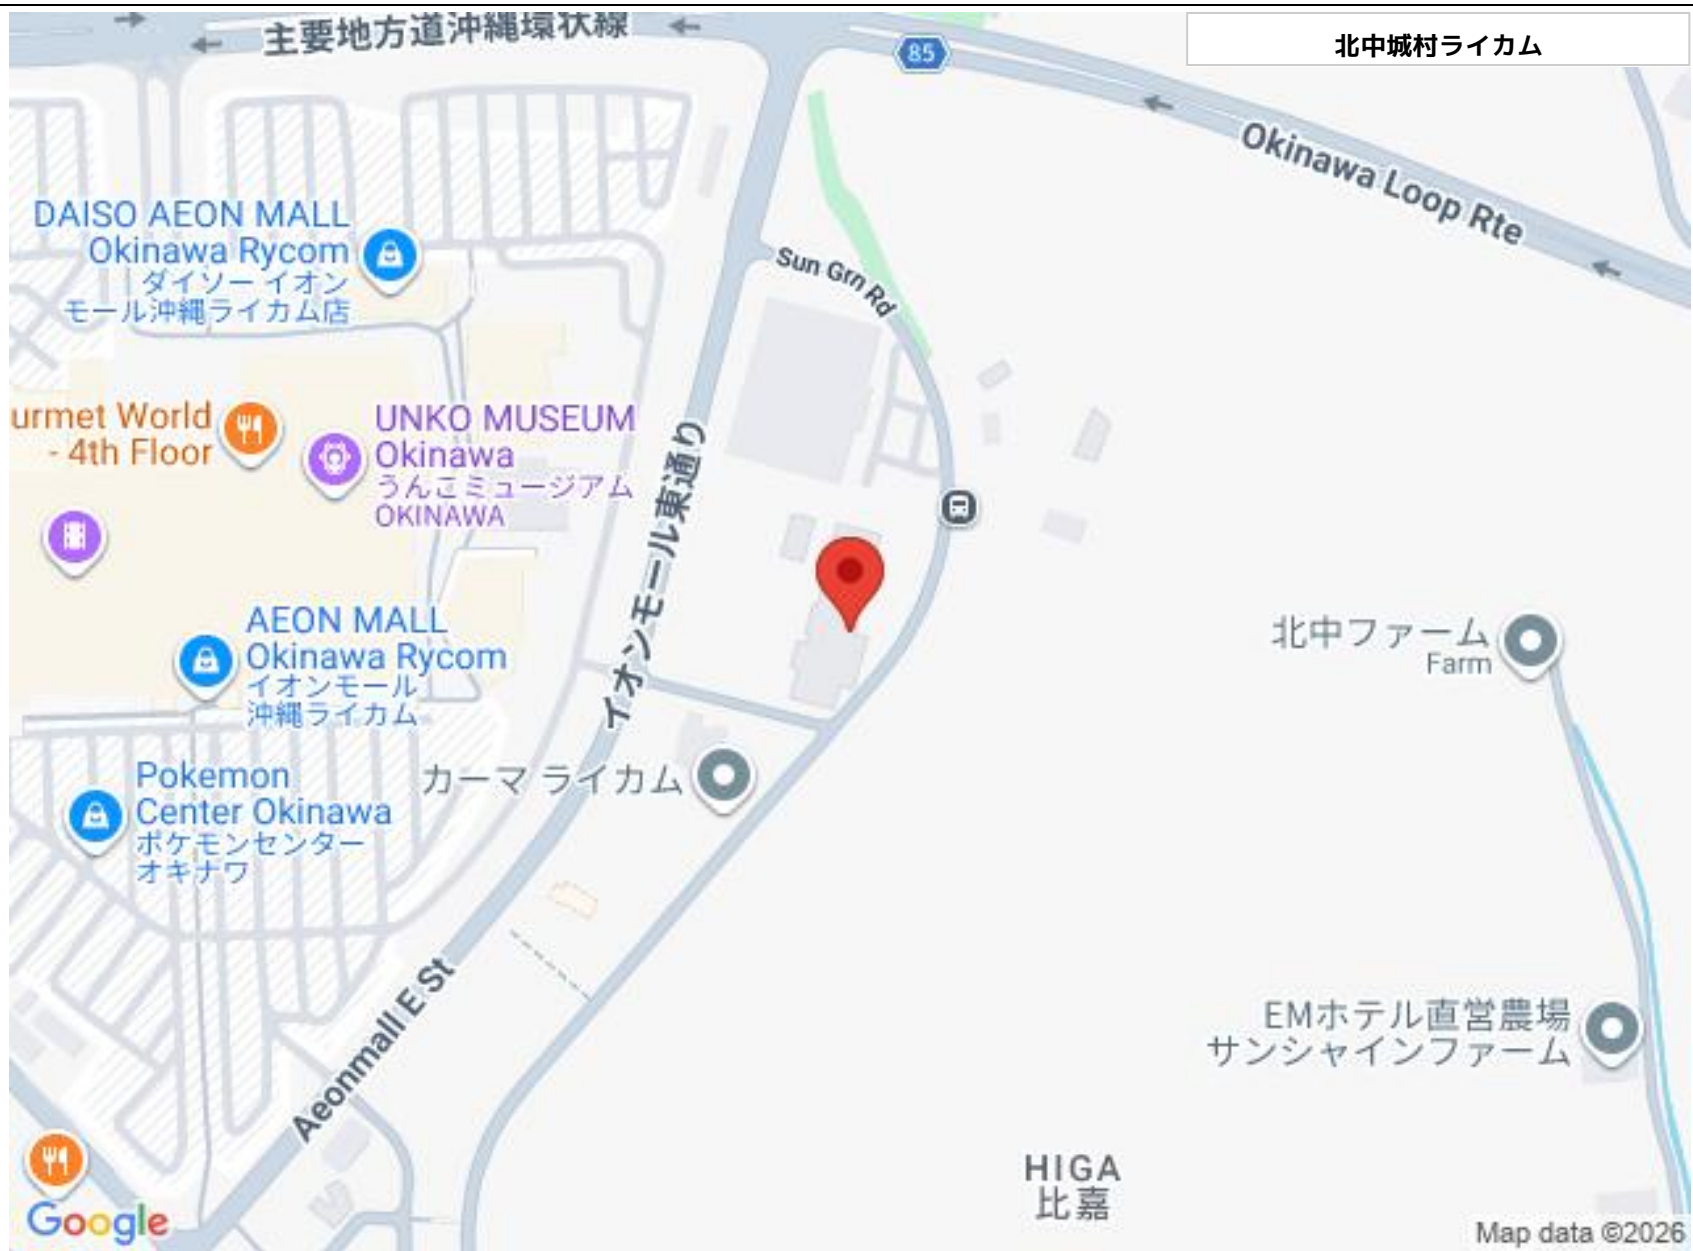 主要地方道沖縄環状線
85
北中城村ライカム
Okinawa Loop Rte
DAISO AEON MALL
Okinawa Rycom
ダイソー イオン
モール沖縄ライカム店
Sun Grn Rd
urmet World
- 4th Floor
UNKO MUSEUM
Okinawa
うんこミュージアム
OKINAWA
イオンモール東通り
AEON MALL
Okinawa Rycom
イオンモール
沖縄ライカム
北中ファーム
Farm
カーマ ライカム
Pokemon
Center Okinawa
ポケモンセンター
オキナワ
Aeonmall E St
EMホテル直営農場
サンシャインファーム
HIGA
比嘉
Google
Map data ©2026